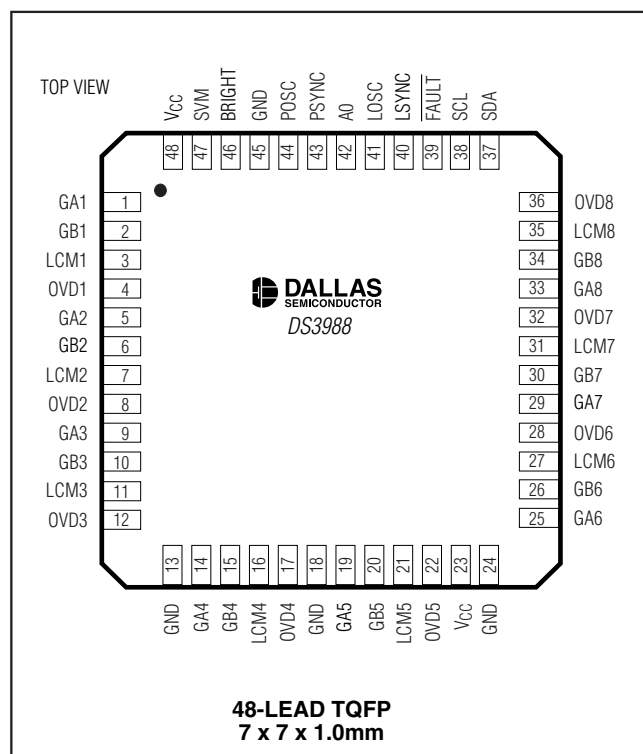 TOP VIEW
VCC
SVM
BRIGHT
GND
POSC
PSYNC
A0
LOSC
LSYNC
FAULT
SCL
SDA
48
47
46
45
44
43
42
41
40
39
38
37
GA1 1
GB1 2
LCM1 3
OVD1 4
GA2 5
GB2 6
LCM2 7
OVD2 8
GA3 9
GB3 10
LCM3 11
OVD3 12
DALLAS
SEMICONDUCTOR
DS3988
36 OVD8
35 LCM8
34 GB8
33 GA8
32 OVD7
31 LCM7
30 GB7
29 GA7
28 OVD6
27 LCM6
26 GB6
25 GA6
13
14
15
16
17
18
19
20
21
22
23
24
GND
GA4
GB4
LCM4
OVD4
GND
GA5
GB5
LCM5
OVD5
VCC
GND
48-LEAD TQFP
7 x 7 x 1.0mm